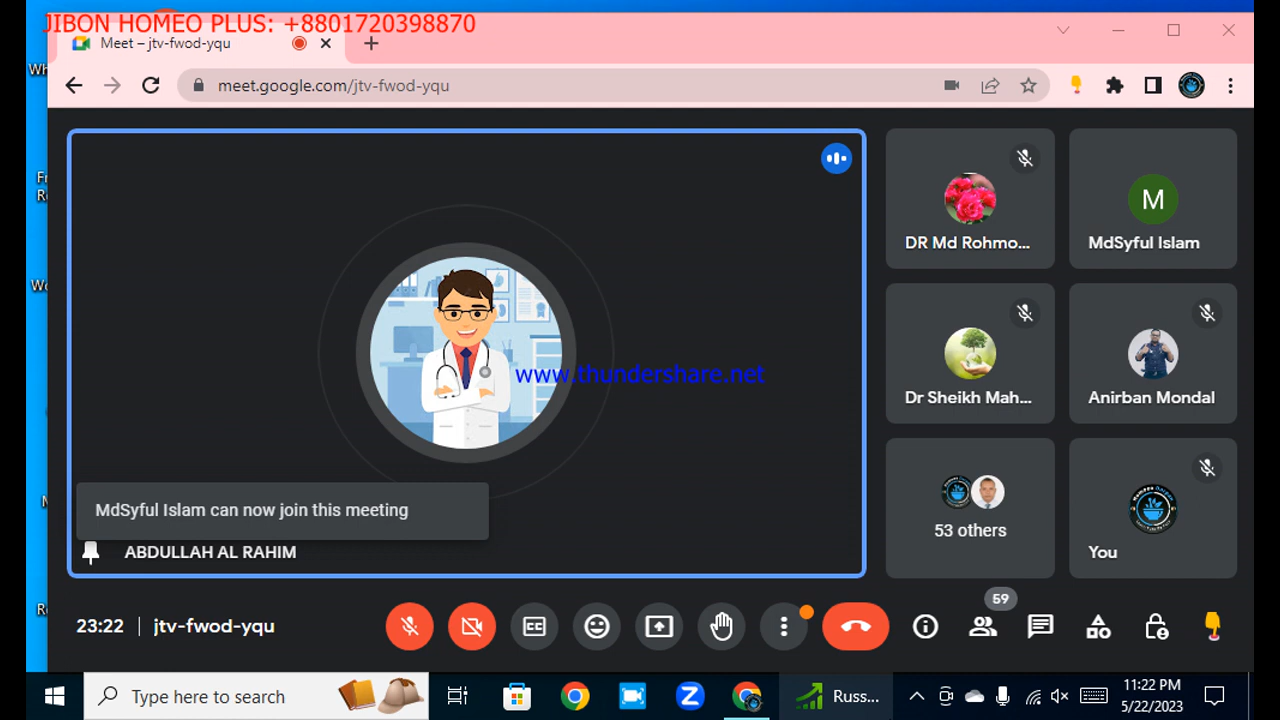 JIBON HOMEO PLUS: +8801720398870
Meet – jtv-fwod-yqu
meet.google.com/jtv-fwod-yqu
DR Md Rohmo...
M
MdSyful Islam
www.thundershare.net
Dr Sheikh Mah...
Anirban Mondal
MdSyful Islam can now join this meeting
53 others
ABDULLAH AL RAHIM
You
59
23:22 | jtv-fwod-yqu
Type here to search
Russ...
11:22 PM
5/22/2023